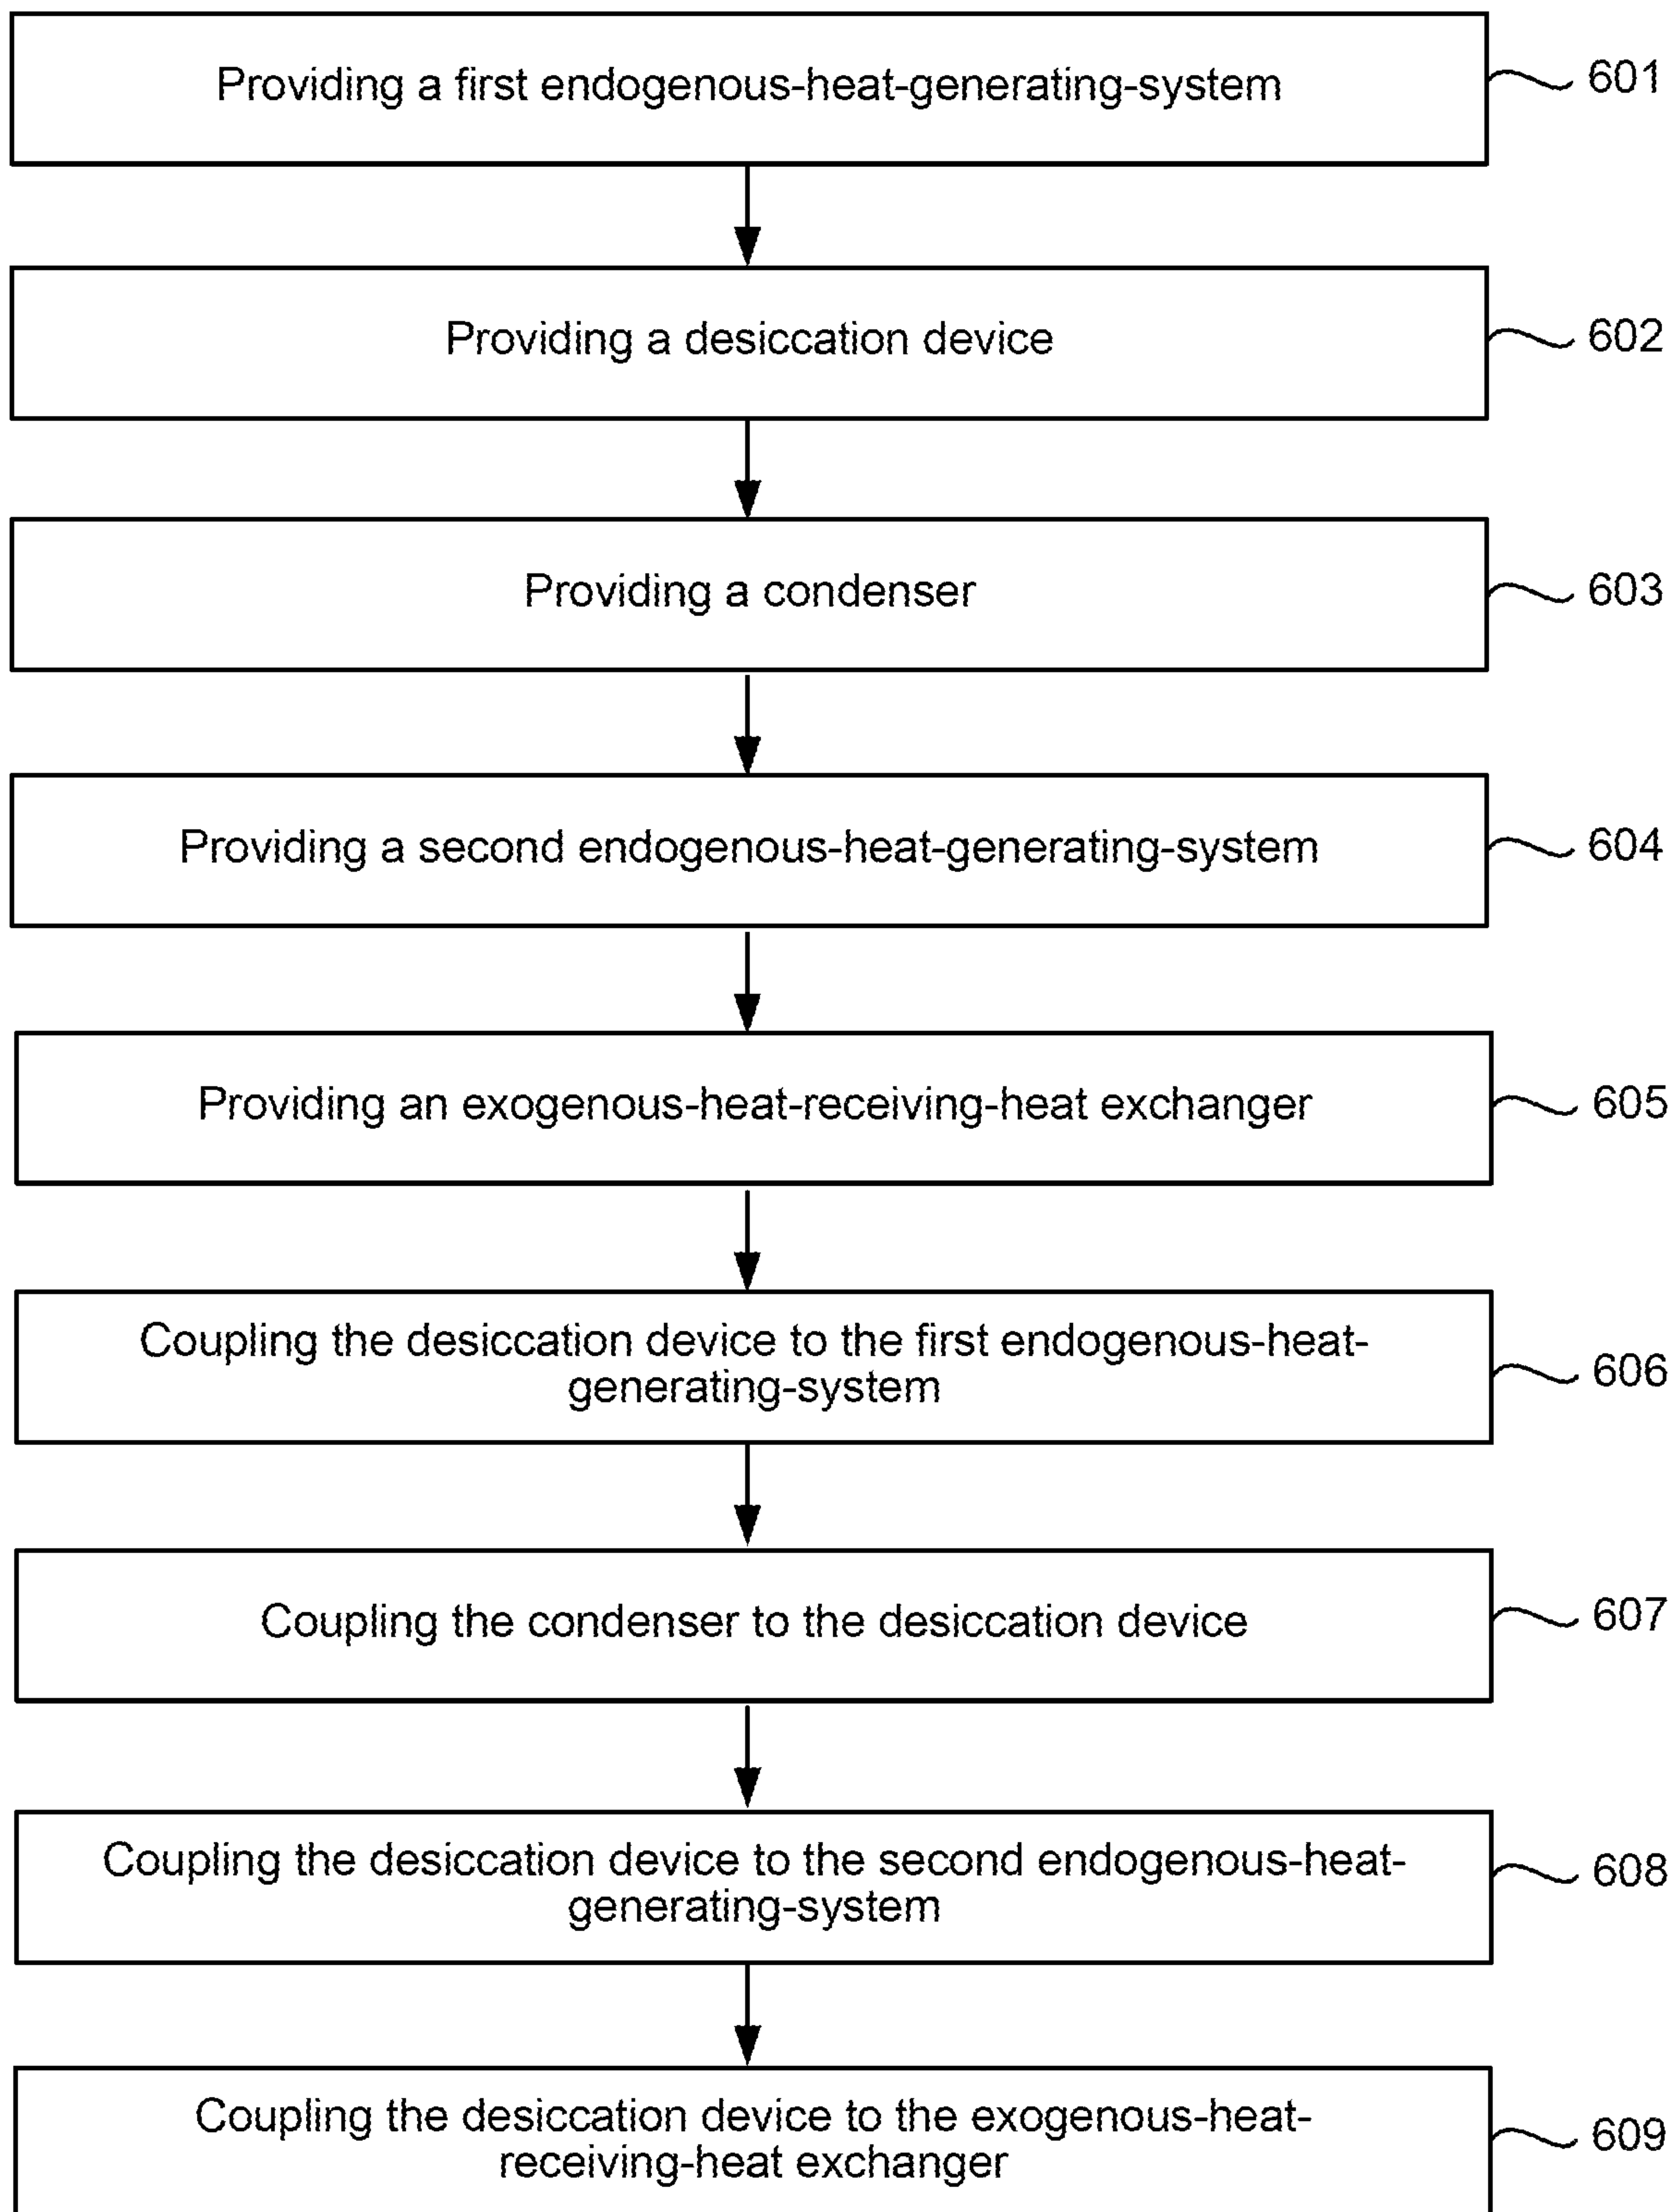 Providing a first endogenous-heat-generating-system
601
Providing a desiccation device
602
Providing a condenser
603
Providing a second endogenous-heat-generating-system
604
Providing an exogenous-heat-receiving-heat exchanger
605
Coupling the desiccation device to the first endogenous-heat-
generating-system
606
Coupling the condenser to the desiccation device
607
Coupling the desiccation device to the second endogenous-heat-
generating-system
608
Coupling the desiccation device to the exogenous-heat-
receiving-heat exchanger
609